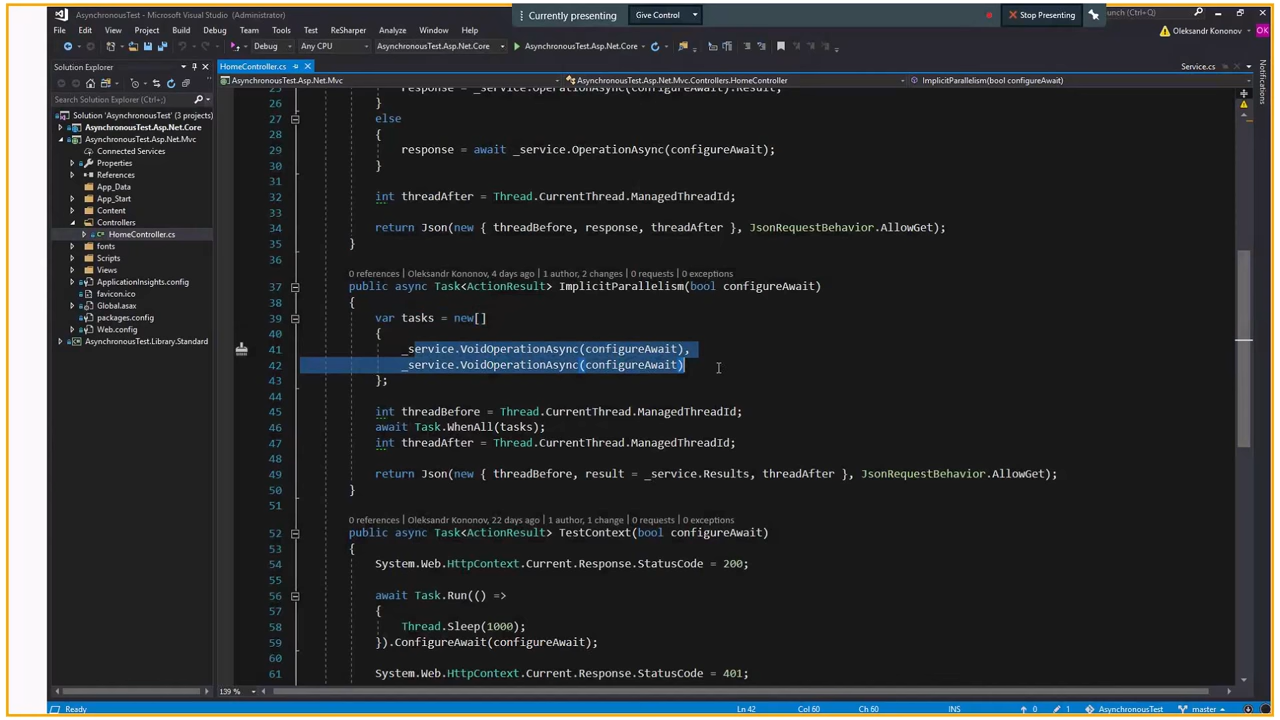 AsynchronousTest - Microsoft Visual Studio (Administrator)
Currently presenting
Give Control
Stop Presenting
(Ctrl+Q)
File Edit View Project Build Debug Team Tools Test ReSharper Analyze Window Help
Oleksandr Kononov
OK
Debug
Any CPU
AsynchronousTest.Asp.Net.Core
AsynchronousTest.Asp.Net.Core
Solution Explorer
HomeController.cs
Service.cs
Notifications
AsynchronousTest.Asp.Net.Mvc
AsynchronousTest.Asp.Net.Mvc.Controllers.HomeController
ImplicitParallelism(bool configureAwait)
Search Solution Explorer (Ctrl+;)
Solution 'AsynchronousTest' (3 projects)
AsynchronousTest.Asp.Net.Core
AsynchronousTest.Asp.Net.Mvc
Connected Services
Properties
References
App_Data
App_Start
Content
Controllers
HomeController.cs
fonts
Scripts
Views
ApplicationInsights.config
favicon.ico
Global.asax
packages.config
Web.config
AsynchronousTest.Library.Standard
25 response = _service.OperationAsync(configureAwait).Result;
26 }
27 else
28 {
29 response = await _service.OperationAsync(configureAwait);
30 }
31
32 int threadAfter = Thread.CurrentThread.ManagedThreadId;
33
34 return Json(new { threadBefore, response, threadAfter }, JsonRequestBehavior.AllowGet);
35 }
36
0 references | Oleksandr Kononov, 4 days ago | 1 author, 2 changes | 0 requests | 0 exceptions
37 public async Task<ActionResult> ImplicitParallelism(bool configureAwait)
38 {
39 var tasks = new[]
40 {
41 _service.VoidOperationAsync(configureAwait),
42 _service.VoidOperationAsync(configureAwait)
43 };
44
45 int threadBefore = Thread.CurrentThread.ManagedThreadId;
46 await Task.WhenAll(tasks);
47 int threadAfter = Thread.CurrentThread.ManagedThreadId;
48
49 return Json(new { threadBefore, result = _service.Results, threadAfter }, JsonRequestBehavior.AllowGet);
50 }
51
0 references | Oleksandr Kononov, 22 days ago | 1 author, 1 change | 0 requests | 0 exceptions
52 public async Task<ActionResult> TestContext(bool configureAwait)
53 {
54 System.Web.HttpContext.Current.Response.StatusCode = 200;
55
56 await Task.Run(() =>
57 {
58 Thread.Sleep(1000);
59 }).ConfigureAwait(configureAwait);
60
61 System.Web.HttpContext.Current.Response.StatusCode = 401;
139 %
Ready
Ln 42
Col 60
Ch 60
INS
0
1
AsynchronousTest
master